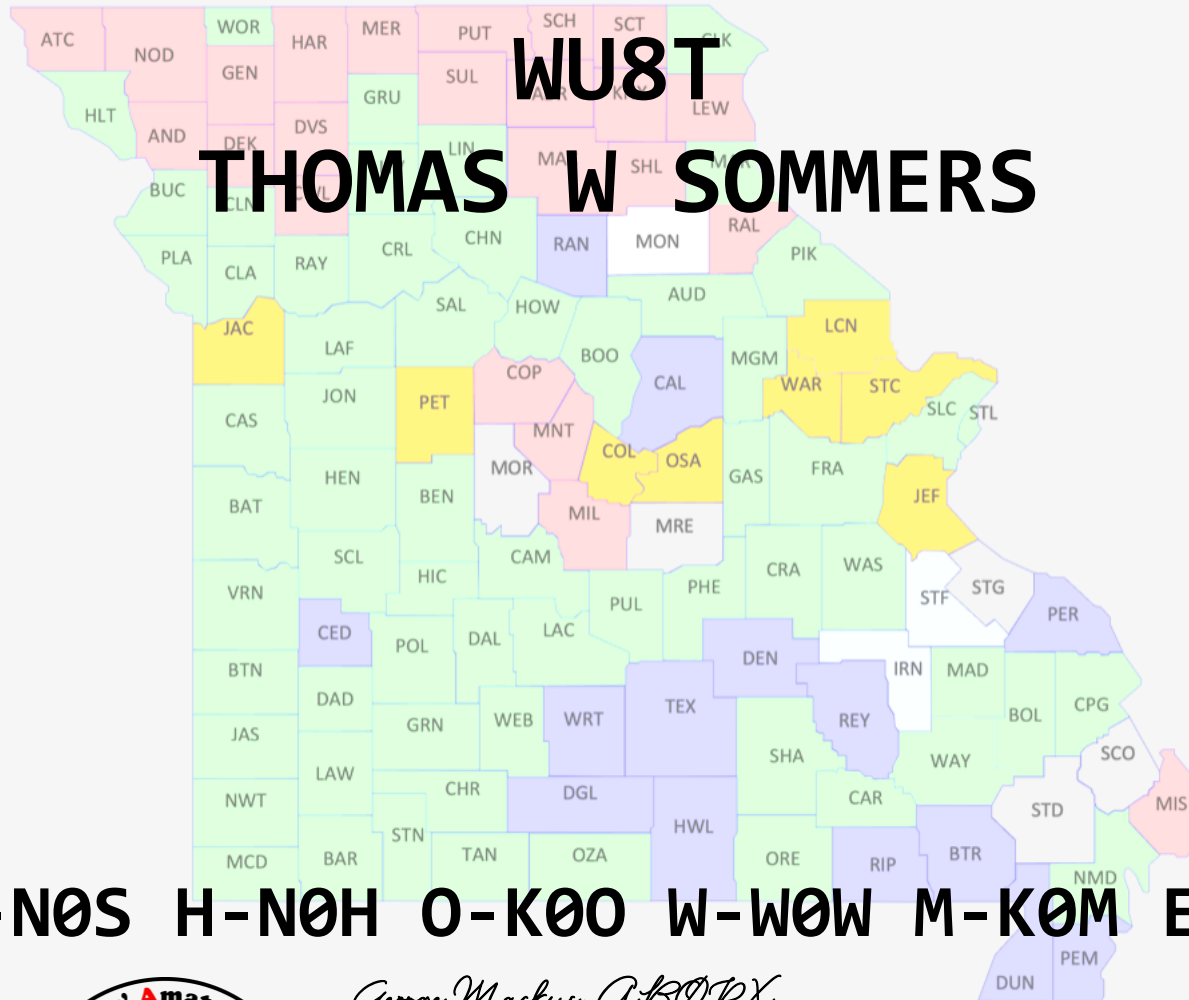 WOR SCH SCT
ATC NOD HAR MER PUT CLK
WU8T
GEN SUL
HLT GRU LEW
AND DEK DVS LIN
MAC SHL
THOMAS W SOMMERS
BUC CLN
CHN RAN MON RAL
PLA CLA RAY CRL PIK
SAL HOW AUD
JAC LCN
LAF BOO MGM
COP CAL WAR STC
CAS JON PET SLC STL
MNT COL OSA
HEN MOR GAS FRA
BAT BEN MIL MRE JEF
SCL CAM CRA WAS
VRN HIC PUL PHE STF STG
CED POL DAL LAC PER
BTN DEN IRN MAD
DAD TEX CPG
JAS GRN WEB WRT REY BOL
LAW SHA WAY SCO
NWT CHR DGL CAR STD MIS
STN HWL
MCD BAR TAN OZA ORE RIP BTR
NMD
-N0S H-N0H O-K0O W-W0W M-K0M E
PEM
DUN